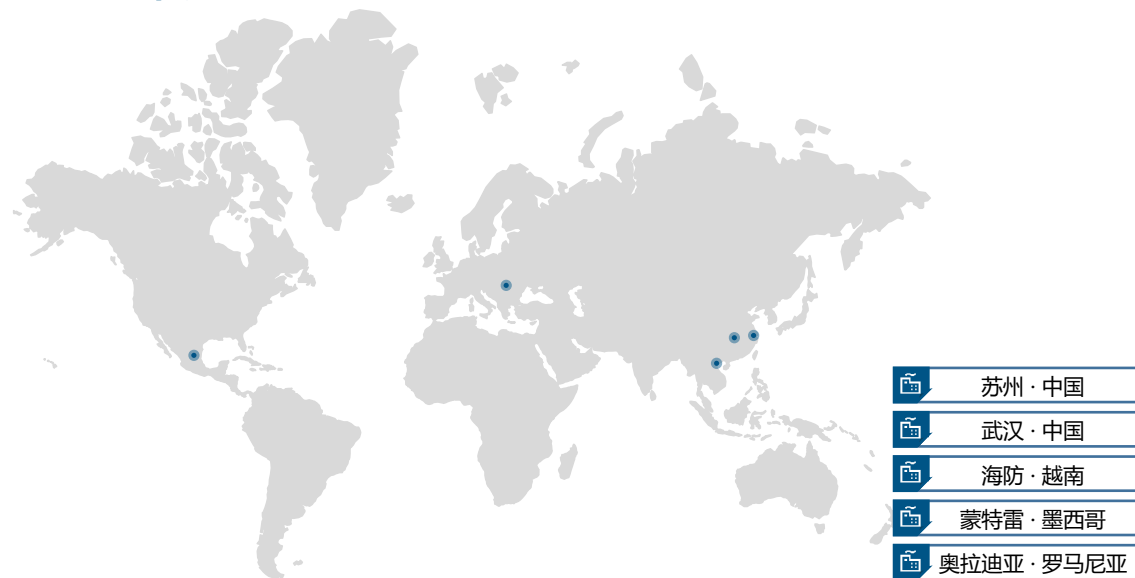 苏州 · 中国
武汉 · 中国
海防 · 越南
蒙特雷 · 墨西哥
奥拉迪亚 · 罗马尼亚